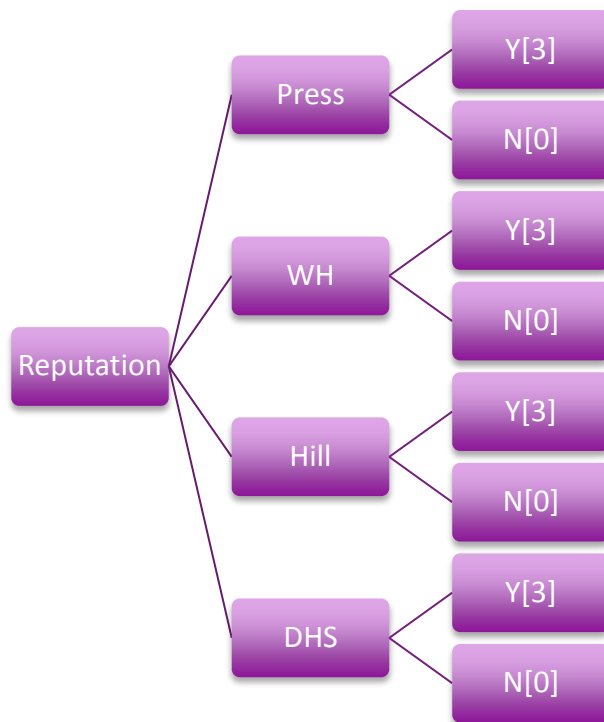 Reputation
Press
Y[3]
N[0]
WH
Y[3]
N[0]
Hill
Y[3]
N[0]
DHS
Y[3]
N[0]